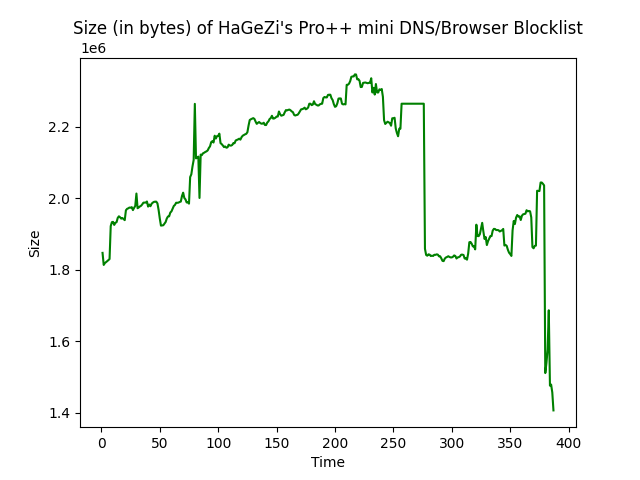 Size (in bytes) of HaGeZi's Pro++ mini DNS/Browser Blocklist
1e6
2.2
2.0
1.8
1.6
1.4
Size
0 50 100 150 200 250 300 350 400
Time